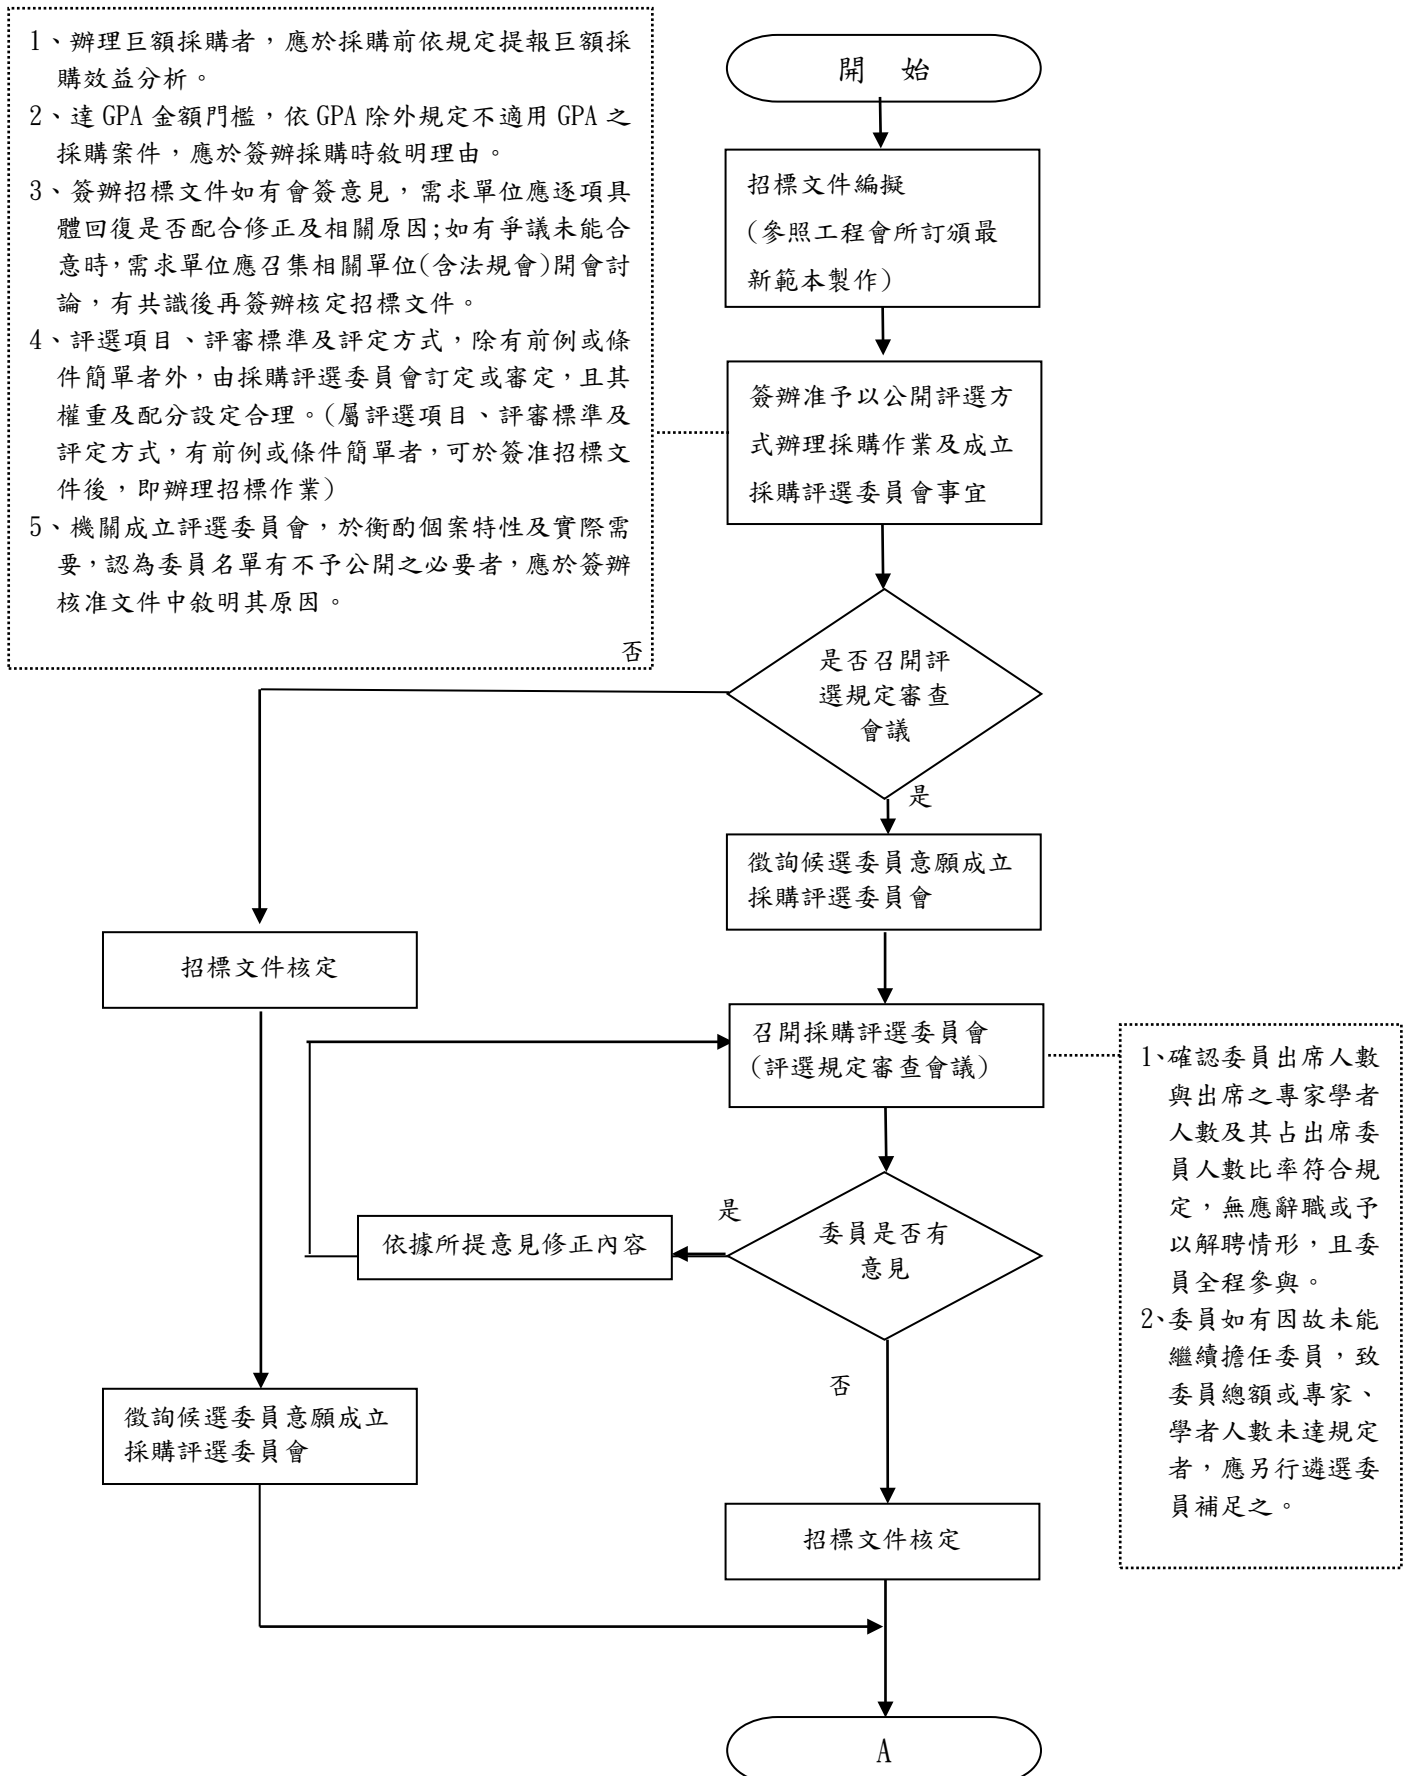 1、辦理巨額採購者，應於採購前依規定提報巨額採
購效益分析。
2、達 GPA 金額門檻，依 GPA 除外規定不適用 GPA 之
採購案件，應於簽辦採購時敘明理由。
3、簽辦招標文件如有會簽意見，需求單位應逐項具
體回復是否配合修正及相關原因;如有爭議未能合
意時，需求單位應召集相關單位(含法規會)開會討
論，有共識後再簽辦核定招標文件。
4、評選項目、評審標準及評定方式，除有前例或條
件簡單者外，由採購評選委員會訂定或審定，且其
權重及配分設定合理。(屬評選項目、評審標準及
評定方式，有前例或條件簡單者，可於簽准招標文
件後，即辦理招標作業)
5、機關成立評選委員會，於衡酌個案特性及實際需
要，認為委員名單有不予公開之必要者，應於簽辦
核准文件中敘明其原因。
開 始
招標文件編擬
(參照工程會所訂頒最
新範本製作)
簽辦准予以公開評選方
式辦理採購作業及成立
採購評選委員會事宜
否
是否召開評
選規定審查
會議
是
徵詢候選委員意願成立
採購評選委員會
招標文件核定
召開採購評選委員會
(評選規定審查會議)
1、確認委員出席人數
與出席之專家學者
人數及其占出席委
員人數比率符合規
定，無應辭職或予
以解聘情形，且委
員全程參與。
2、委員如有因故未能
繼續擔任委員，致
委員總額或專家、
學者人數未達規定
者，應另行遴選委
員補足之。
是
依據所提意見修正內容
委員是否有
意見
否
徵詢候選委員意願成立
採購評選委員會
招標文件核定
A